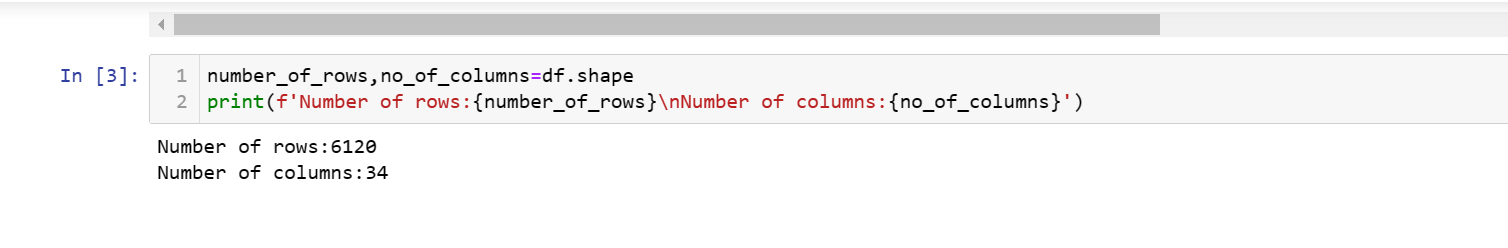 In [3]:
1 number_of_rows,no_of_columns=df.shape
2 print(f'Number of rows:{number_of_rows}\nNumber of columns:{no_of_columns}')
Number of rows:6120
Number of columns:34